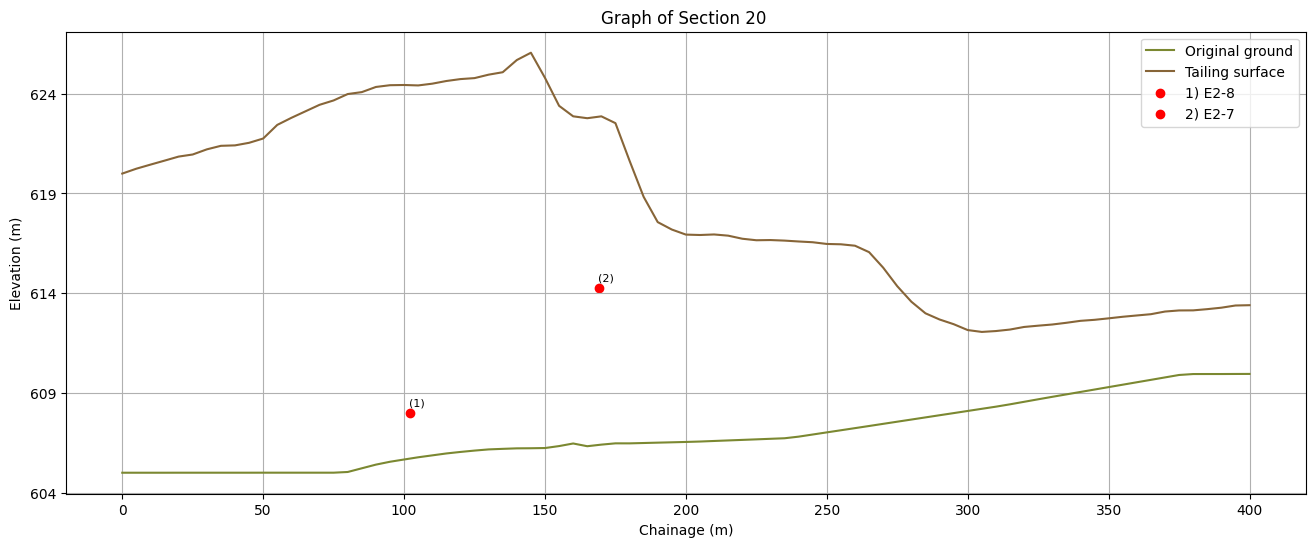 Graph of Section 20
Original ground
Tailing surface
1) E2-8
2) E2-7
Elevation (m)
624
619
614
609
604
(2)
(1)
0 50 100 150 200 250 300 350 400
Chainage (m)